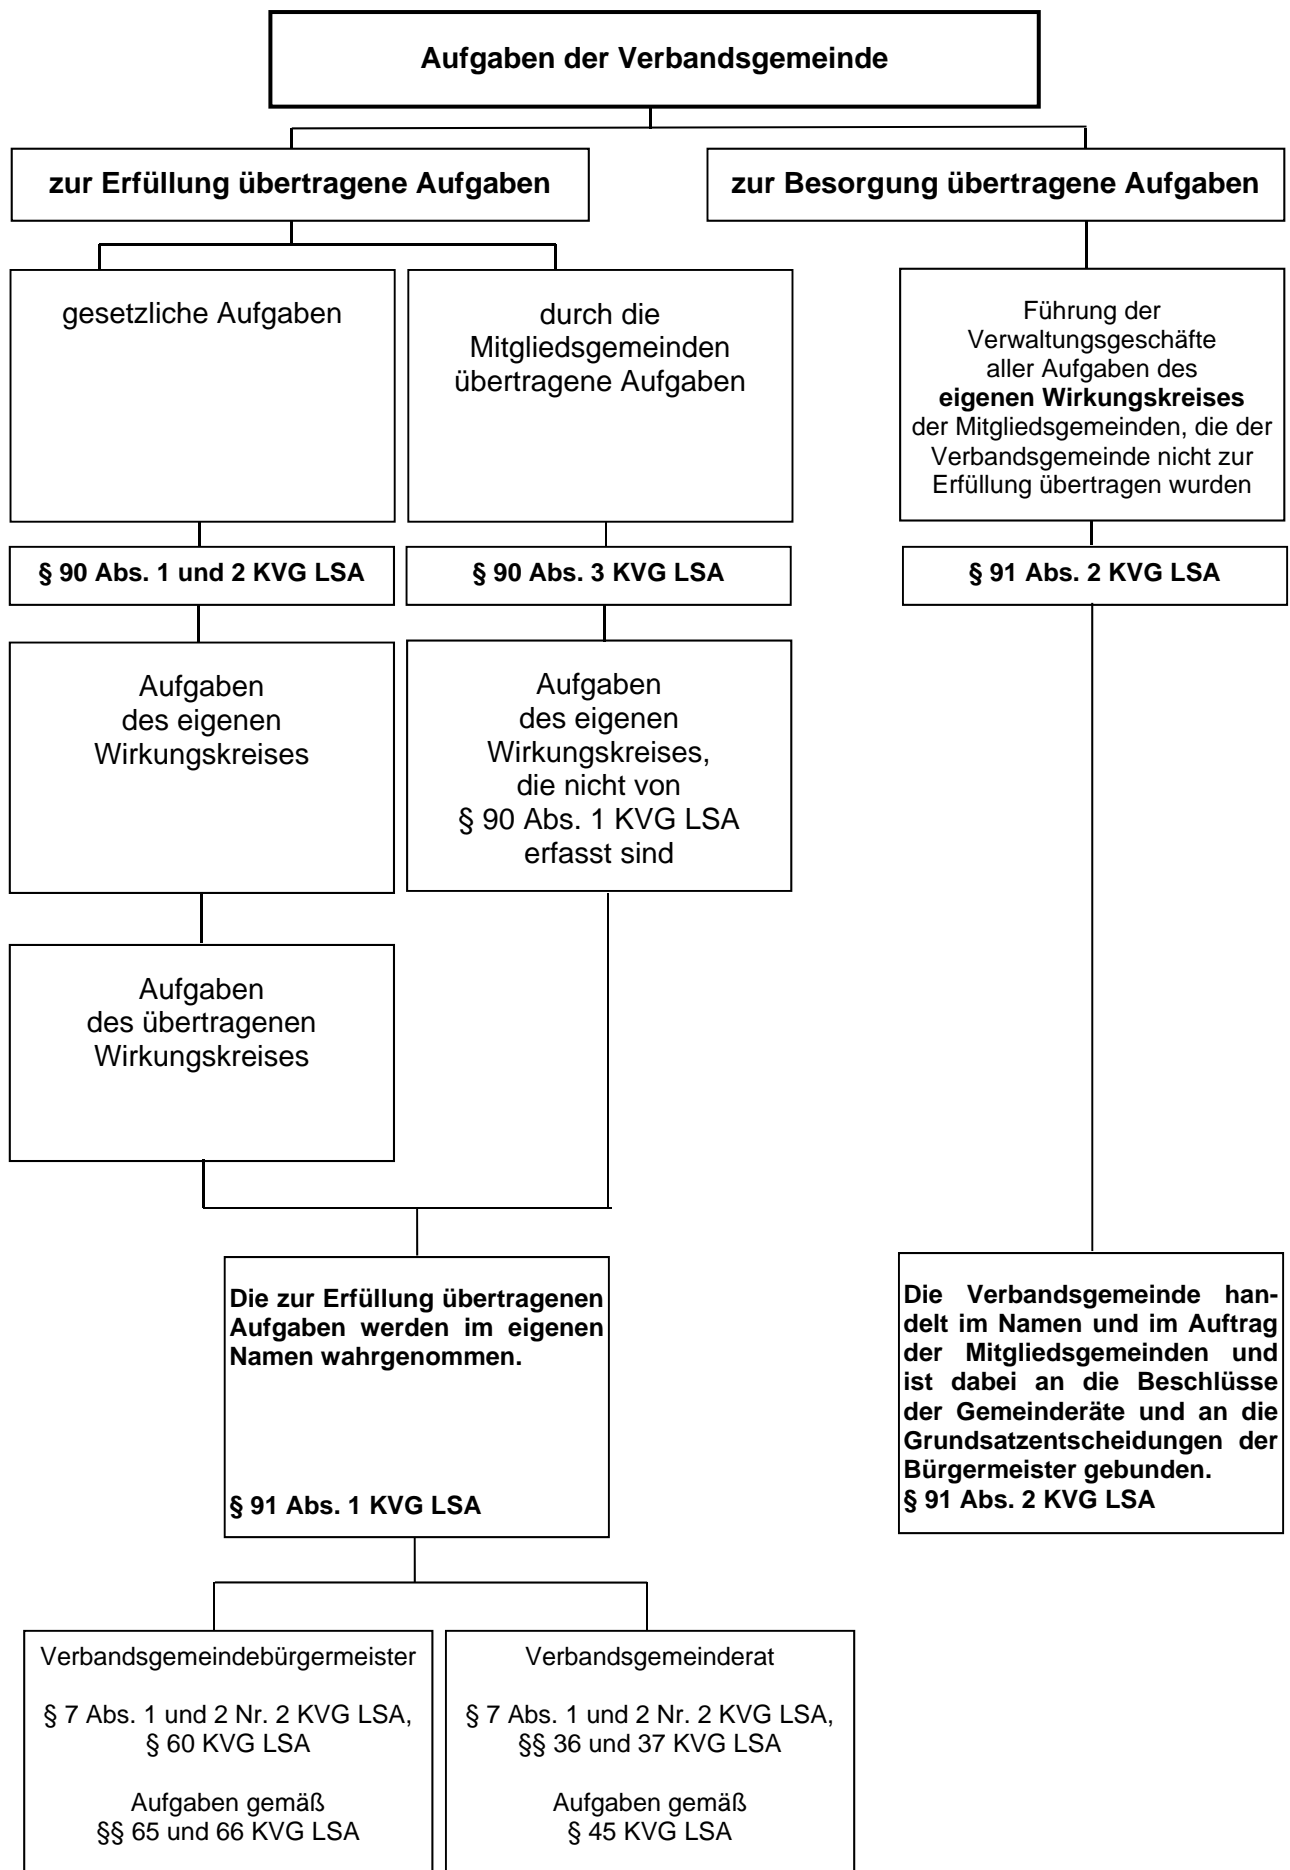 Aufgaben der Verbandsgemeinde
zur Erfüllung übertragene Aufgaben
zur Besorgung übertragene Aufgaben
gesetzliche Aufgaben
durch die
Mitgliedsgemeinden
übertragene Aufgaben
Führung der
Verwaltungsgeschäfte
aller Aufgaben des
eigenen Wirkungskreises
der Mitgliedsgemeinden, die der
Verbandsgemeinde nicht zur
Erfüllung übertragen wurden
§ 90 Abs. 1 und 2 KVG LSA
§ 90 Abs. 3 KVG LSA
§ 91 Abs. 2 KVG LSA
Aufgaben
des eigenen
Wirkungskreises
Aufgaben
des eigenen
Wirkungskreises,
die nicht von
§ 90 Abs. 1 KVG LSA
erfasst sind
Aufgaben
des übertragenen
Wirkungskreises
Die zur Erfüllung übertragenen
Aufgaben werden im eigenen
Namen wahrgenommen.
§ 91 Abs. 1 KVG LSA
Die Verbandsgemeinde han-
delt im Namen und im Auftrag
der Mitgliedsgemeinden und
ist dabei an die Beschlüsse
der Gemeinderäte und an die
Grundsatzentscheidungen der
Bürgermeister gebunden.
§ 91 Abs. 2 KVG LSA
Verbandsgemeindebürgermeister
§ 7 Abs. 1 und 2 Nr. 2 KVG LSA,
§ 60 KVG LSA
Aufgaben gemäß
§§ 65 und 66 KVG LSA
Verbandsgemeinderat
§ 7 Abs. 1 und 2 Nr. 2 KVG LSA,
§§ 36 und 37 KVG LSA
Aufgaben gemäß
§ 45 KVG LSA